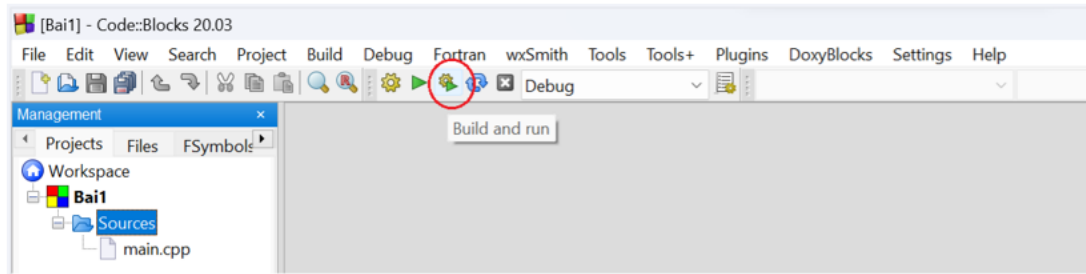 [Bai1] - Code::Blocks 20.03
File Edit View Search Project Build Debug Fortran wxSmith Tools Tools+ Plugins DoxyBlocks Settings Help
Debug
Management
Build and run
Projects Files FSymbols
Workspace
Bai1
Sources
main.cpp